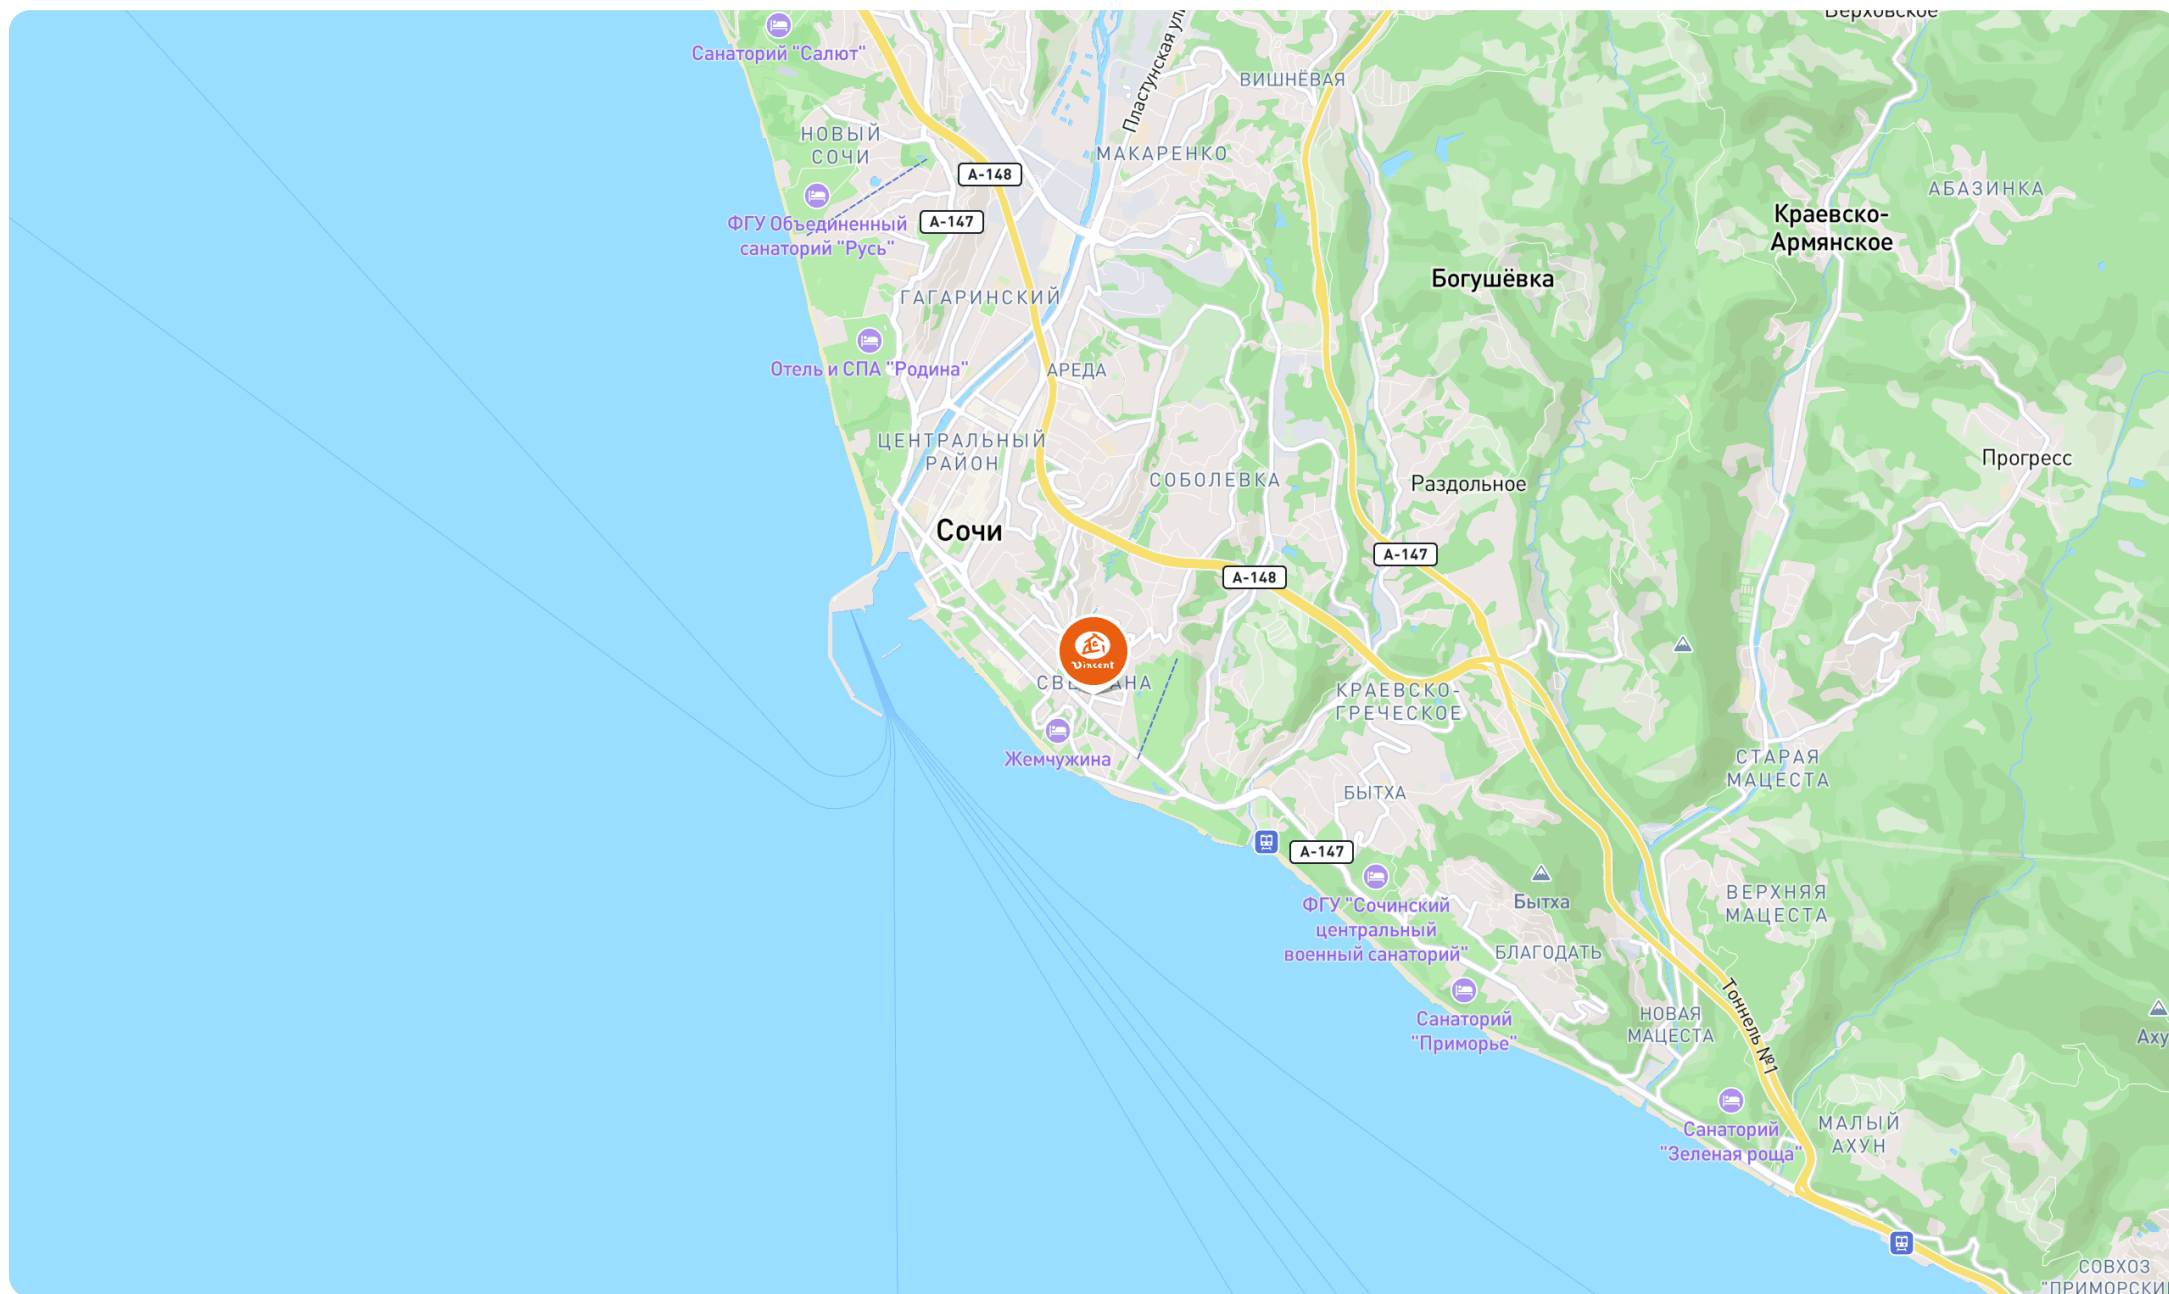 Верховское
Санаторий "Салют"
Пластунская ул
ВИШНЁВАЯ
НОВЫЙ
СОЧИ
МАКАРЕНКО
А-148
АБАЗИНКА
А-147
ФГУ Объединенный
санаторий "Русь"
Краевско-
Армянское
Богушёвка
ГАГАРИНСКИЙ
Отель и СПА "Родина"
АРЕДА
ЦЕНТРАЛЬНЫЙ
РАЙОН
Прогресс
СОБОЛЕВКА
Раздольное
Сочи
А-147
А-148
Vincent
КРАЕВСКО-
ГРЕЧЕСКОЕ
Жемчужина
СТАРАЯ
МАЦЕСТА
БЫТХА
А-147
ФГУ "Сочинский
центральный
военный санаторий"
Бытха
ВЕРХНЯЯ
МАЦЕСТА
БЛАГОДАТЬ
Санаторий
"Приморье"
НОВАЯ
МАЦЕСТА
Тоннель №1
Аху
Санаторий
"Зеленая роща"
МАЛЫЙ
АХУН
СОВХОЗ
"ПРИМОРСКИ